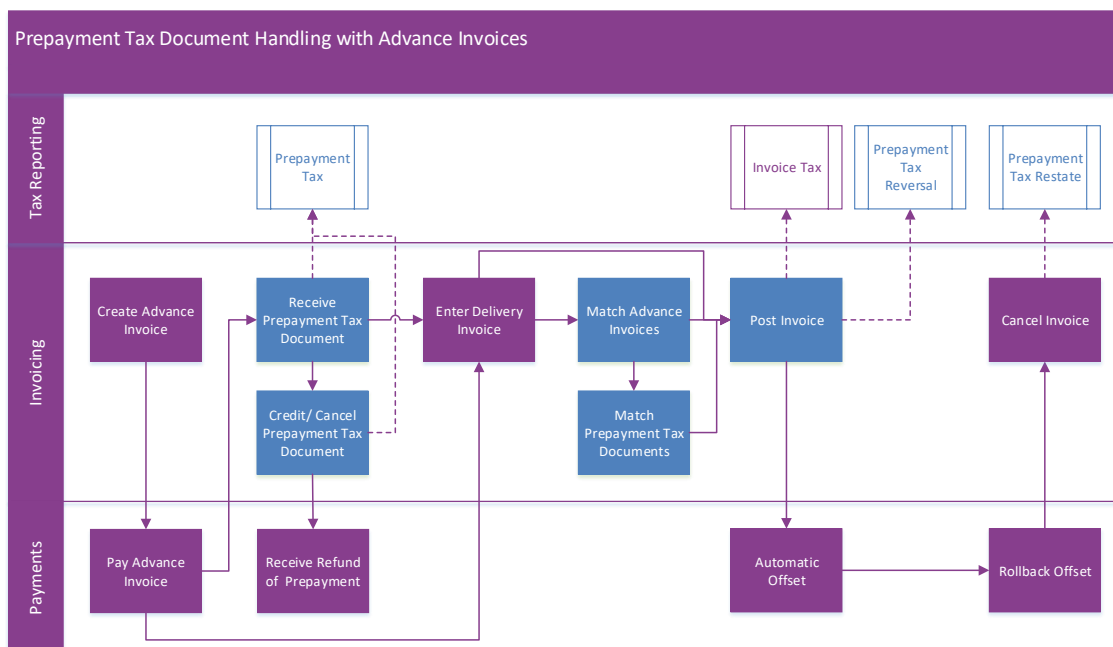 Prepayment Tax Document Handling with Advance Invoices
Tax Reporting
Prepayment
Tax
Invoice Tax
Prepayment
Tax
Reversal
Prepayment
Tax Restate
Invoicing
Create Advance
Invoice
Receive
Prepayment Tax
Document
Enter Delivery
Invoice
Match Advance
Invoices
Post Invoice
Cancel Invoice
Credit/ Cancel
Prepayment Tax
Document
Match
Prepayment Tax
Documents
Payments
Pay Advance
Invoice
Receive Refund
of Prepayment
Automatic
Offset
Rollback Offset